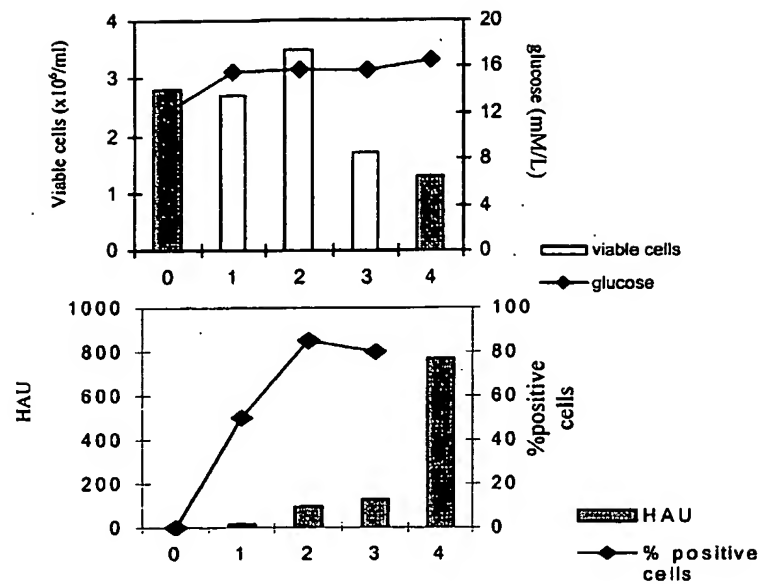 Viable cells (x10⁶/ml)
4
3
2
1
0
20
16
12
8
4
0
glucose (mM/L)
0 1 2 3 4
viable cells
glucose
HAU
1000
800
600
400
200
0
100
80
60
40
20
0
%positive
cells
0 1 2 3 4
HAU
% positive
cells